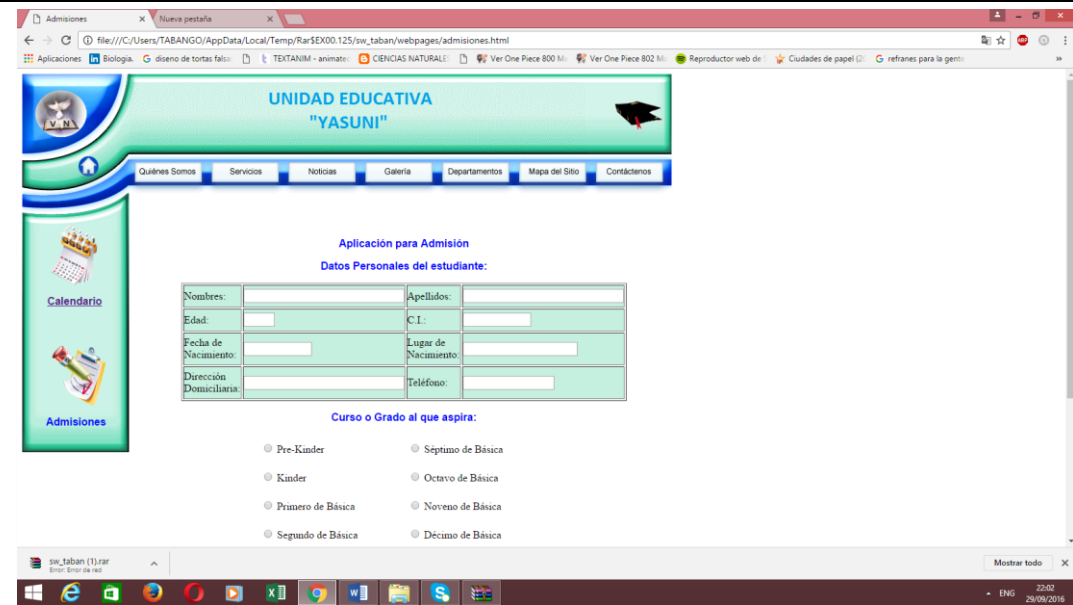 Admisiones
Nueva pestaña
file:///C:/Users/TABANGO/AppData/Local/Temp/Rar$EX00.125/sw_taban/webpages/admisiones.html
Aplicaciones Biologia. diseno de tortas falsa TEXTANIM - animate CIENCIAS NATURALE Ver One Piece 800 Ma Ver One Piece 802 Ma Reproductor web de Ciudades de papel (2 refranes para la gente
UNIDAD EDUCATIVA
"YASUNI"
V N
Quiénes Somos Servicios Noticias Galería Departamentos Mapa del Sitio Contáctenos
Calendario
Admisiones
Aplicación para Admisión
Datos Personales del estudiante:
Nombres: Apellidos:
Edad: C.I.:
Fecha de Nacimiento: Lugar de Nacimiento:
Dirección Domiciliaria: Teléfono:
Curso o Grado al que aspira:
Pre-Kinder Séptimo de Básica
Kinder Octavo de Básica
Primero de Básica Noveno de Básica
Segundo de Básica Décimo de Básica
sw_taban (1).rar
Error: Error de red
Mostrar todo
ENG
22:02
29/09/2016